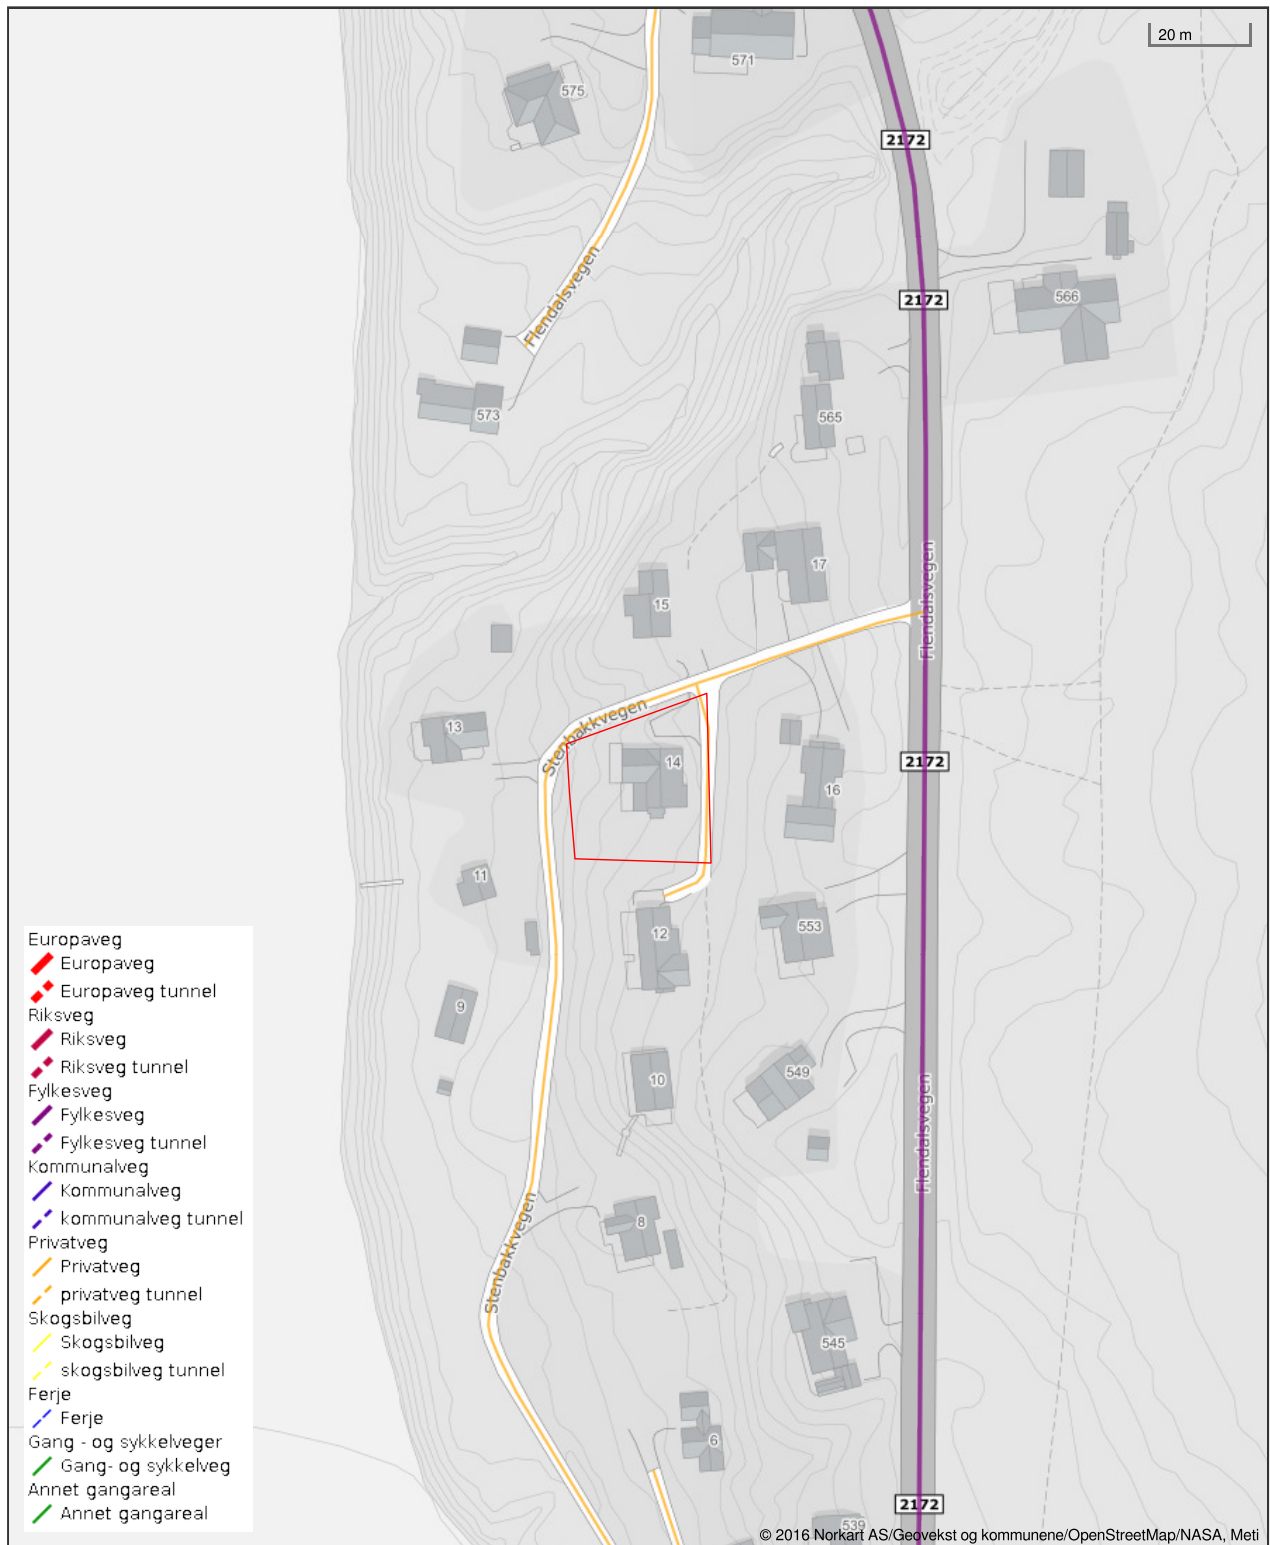 20 m
571
575
2172
566
2172
Flendalsvegen
573
565
17
15
Flendalsvegen
Stenbakkvegen
13
14
2172
16
11
12
553
9
10
549
Flendalsvegen
8
Stenbakkvegen
545
6
2172
539
Europaveg
Europaveg
Europaveg tunnel
Riksveg
Riksveg
Riksveg tunnel
Fylkesveg
Fylkesveg
Fylkesveg tunnel
Kommunalveg
Kommunalveg
kommunalveg tunnel
Privatveg
Privatveg
privatveg tunnel
Skogsbilveg
Skogsbilveg
skogsbilveg tunnel
Ferje
Ferje
Gang - og sykkelveger
Gang- og sykkelveg
Annet gangareal
Annet gangareal
© 2016 Norkart AS/Geovekst og kommunene/OpenStreetMap/NASA, Meti